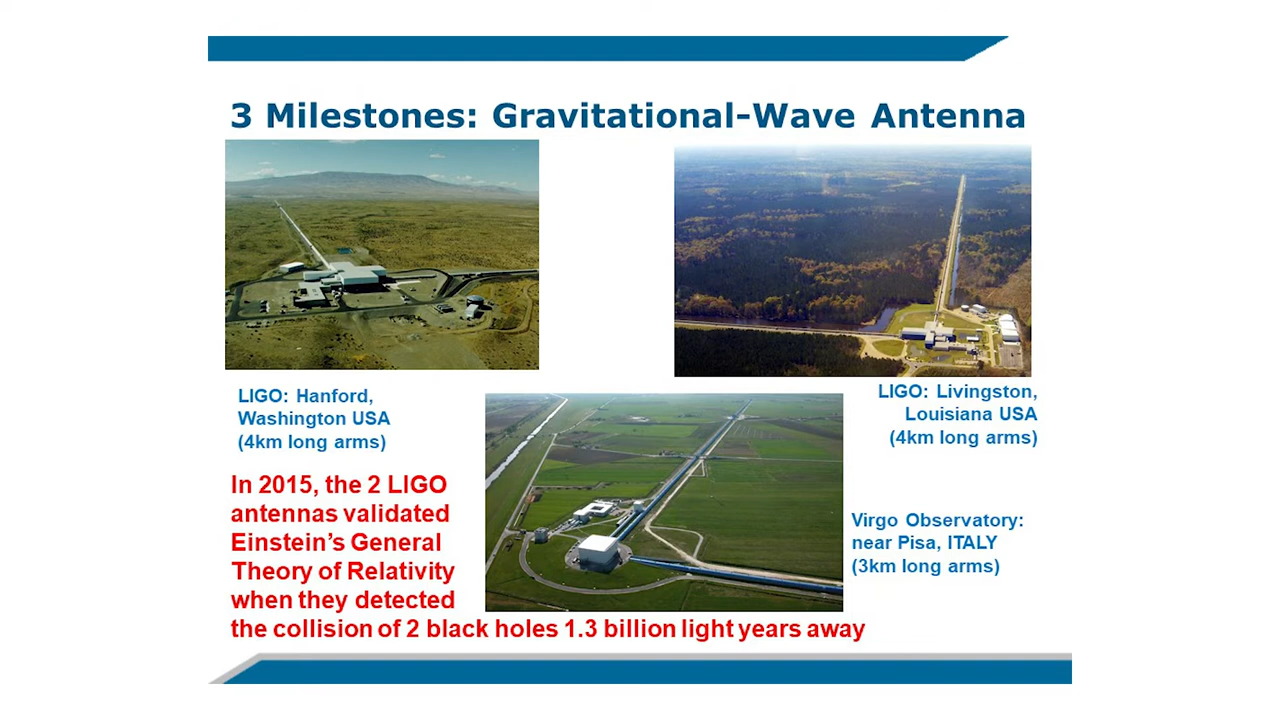 3 Milestones: Gravitational-Wave Antenna
LIGO: Hanford,
Washington USA
(4km long arms)
LIGO: Livingston,
Louisiana USA
(4km long arms)
In 2015, the 2 LIGO
antennas validated
Einstein’s General
Theory of Relativity
when they detected
the collision of 2 black holes 1.3 billion light years away
Virgo Observatory:
near Pisa, ITALY
(3km long arms)